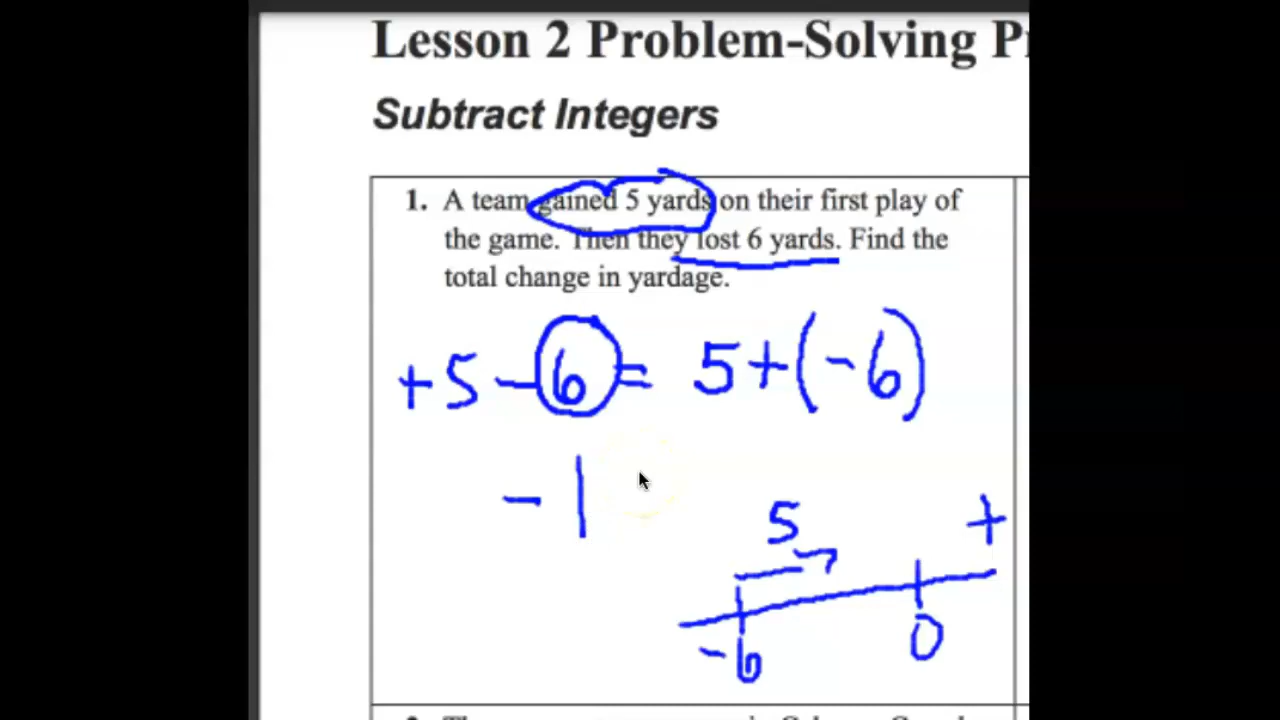 Lesson 2 Problem-Solving
Subtract Integers
1. A team gained 5 yards on their first play of
the game. Then they lost 6 yards. Find the
total change in yardage.
+5 - 6 = 5 + (-6)
- 1
5 +
-6 0